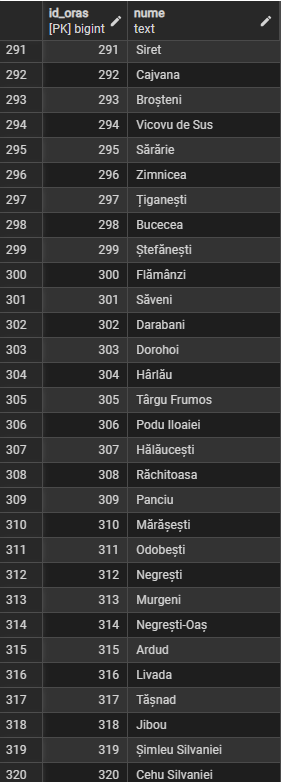 id_oras nume
[PK] bigint text
291 291 Siret
292 292 Cajvana
293 293 Broșteni
294 294 Vicovu de Sus
295 295 Sărărie
296 296 Zimnicea
297 297 Țiganești
298 298 Bucecea
299 299 Ștefănești
300 300 Flămânzi
301 301 Săveni
302 302 Darabani
303 303 Dorohoi
304 304 Hârlău
305 305 Târgu Frumos
306 306 Podu Iloaiei
307 307 Hălăucești
308 308 Răchitoasa
309 309 Panciu
310 310 Mărășești
311 311 Odobești
312 312 Negrești
313 313 Murgeni
314 314 Negrești-Oaș
315 315 Ardud
316 316 Livada
317 317 Tășnad
318 318 Jibou
319 319 Șimleu Silvaniei
320 320 Cehu Silvaniei